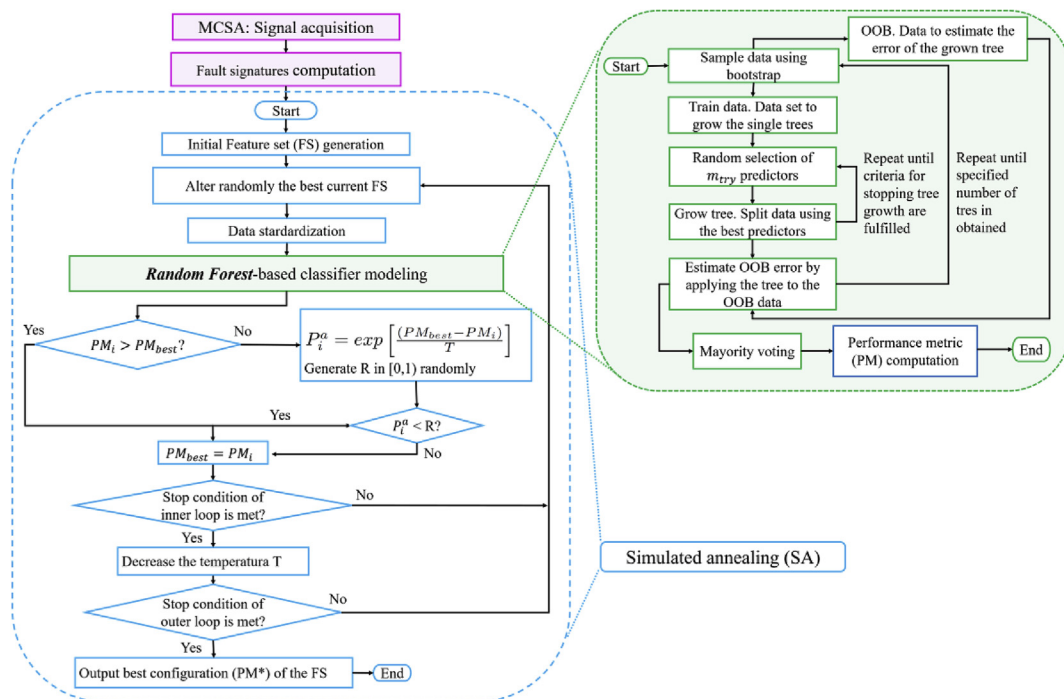 MCSA: Signal acquisition
Fault signatures computation
Start
Initial Feature set (FS) generation
Alter randomly the best current FS
Data stardardization
Random Forest-based classifier modeling
Yes
PM_i > PM_best?
No
P_i^a = exp [(PM_best−PM_i)/T]
Generate R in [0,1) randomly
Yes
P_i^a < R?
No
PM_best = PM_i
Stop condition of
inner loop is met?
No
Yes
Decrease the temperatura T
Stop condition of
outer loop is met?
No
Yes
Output best configuration (PM*) of the FS
End
Simulated annealing (SA)
Start
Sample data using
bootstrap
OOB. Data to estimate the
error of the grown tree
Train data. Data set to
grow the single trees
Random selection of
m_try predictors
Grow tree. Split data using
the best predictors
Repeat until
criteria for
stopping tree
growth are
fulfilled
Repeat until
specified
number of
tres in
obtained
Estimate OOB error by
applying the tree to the
OOB data
Mayority voting
Performance metric
(PM) computation
End